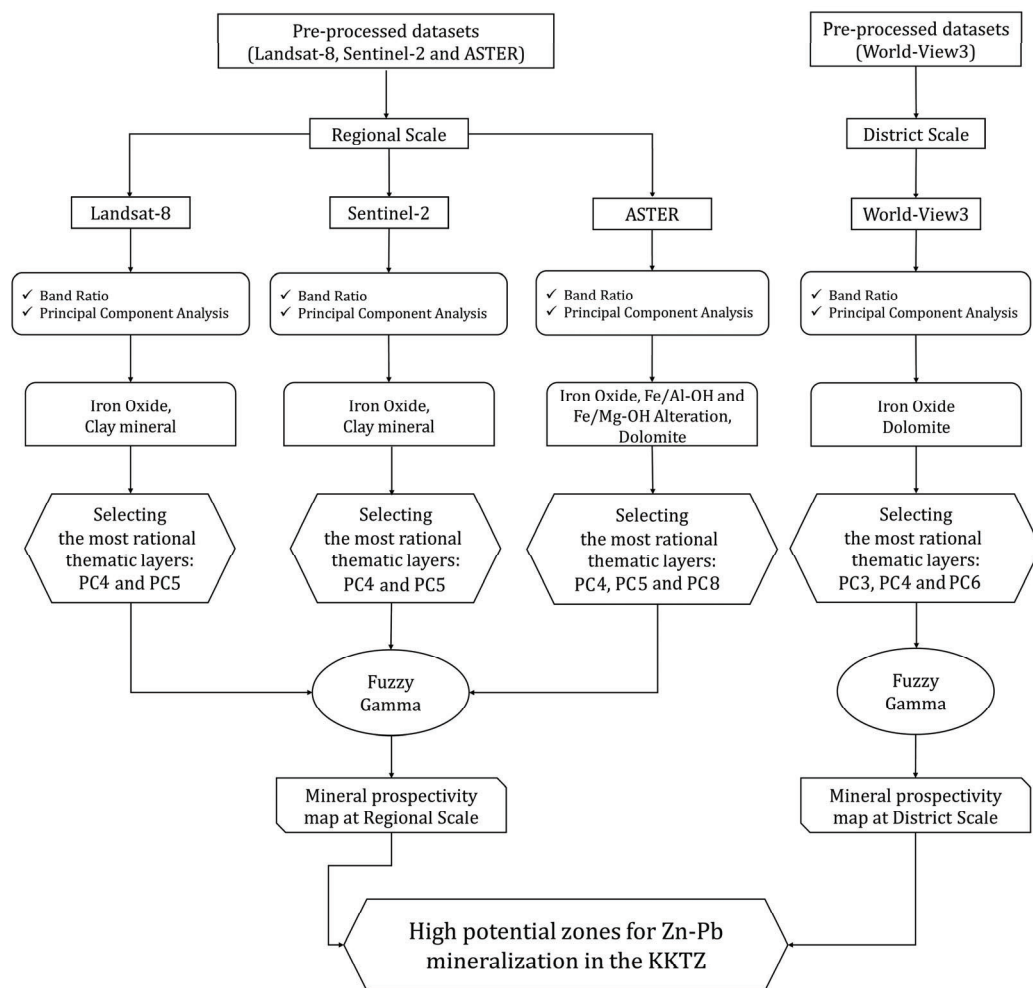 Pre-processed datasets
(Landsat-8, Sentinel-2 and ASTER)
Pre-processed datasets
(World-View3)
Regional Scale
District Scale
Landsat-8
Sentinel-2
ASTER
World-View3
✓ Band Ratio
✓ Principal Component Analysis
✓ Band Ratio
✓ Principal Component Analysis
✓ Band Ratio
✓ Principal Component Analysis
✓ Band Ratio
✓ Principal Component Analysis
Iron Oxide,
Clay mineral
Iron Oxide,
Clay mineral
Iron Oxide, Fe/Al-OH and
Fe/Mg-OH Alteration,
Dolomite
Iron Oxide
Dolomite
Selecting
the most rational
thematic layers:
PC4 and PC5
Selecting
the most rational
thematic layers:
PC4 and PC5
Selecting
the most rational
thematic layers:
PC4, PC5 and PC8
Selecting
the most rational
thematic layers:
PC3, PC4 and PC6
Fuzzy
Gamma
Fuzzy
Gamma
Mineral prospectivity
map at Regional Scale
Mineral prospectivity
map at District Scale
High potential zones for Zn-Pb
mineralization in the KKTZ